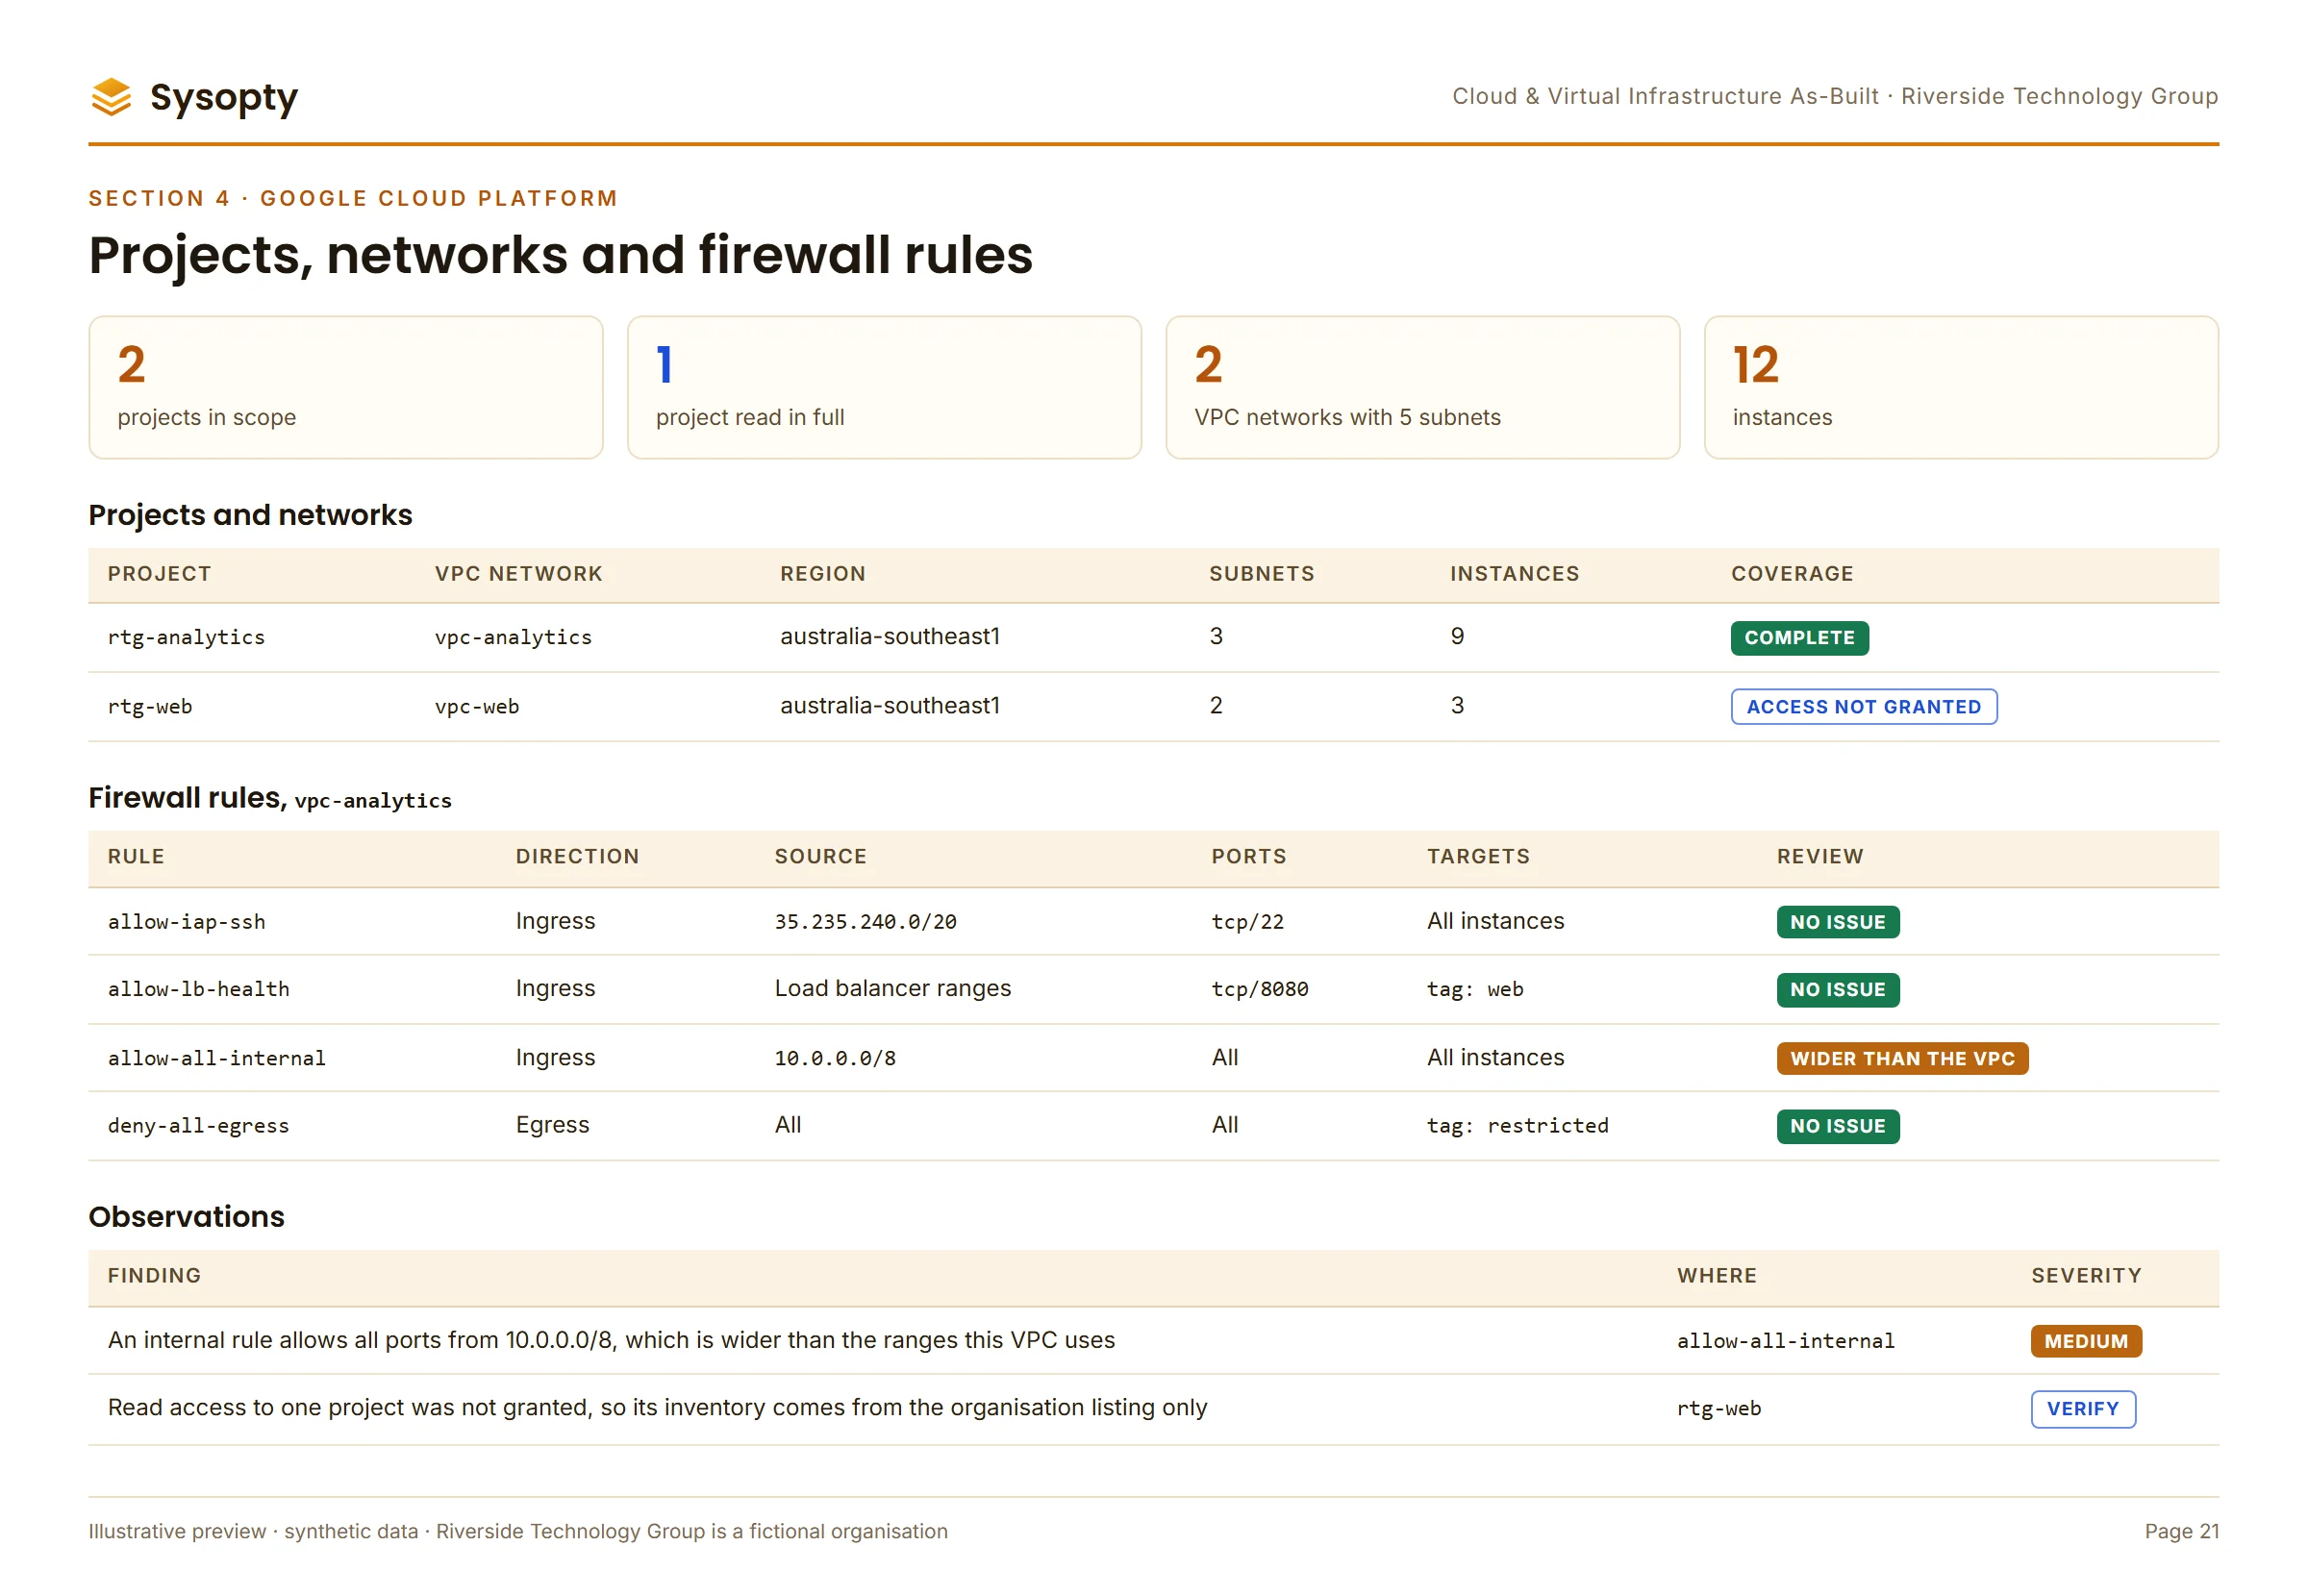 Sysopty
Cloud & Virtual Infrastructure As-Built · Riverside Technology Group
SECTION 4 · GOOGLE CLOUD PLATFORM
Projects, networks and firewall rules
2
projects in scope
1
project read in full
2
VPC networks with 5 subnets
12
instances
Projects and networks
PROJECT VPC NETWORK REGION SUBNETS INSTANCES COVERAGE
rtg-analytics vpc-analytics australia-southeast1 3 9 COMPLETE
rtg-web vpc-web australia-southeast1 2 3 ACCESS NOT GRANTED
Firewall rules, vpc-analytics
RULE DIRECTION SOURCE PORTS TARGETS REVIEW
allow-iap-ssh Ingress 35.235.240.0/20 tcp/22 All instances NO ISSUE
allow-lb-health Ingress Load balancer ranges tcp/8080 tag: web NO ISSUE
allow-all-internal Ingress 10.0.0.0/8 All All instances WIDER THAN THE VPC
deny-all-egress Egress All All tag: restricted NO ISSUE
Observations
FINDING WHERE SEVERITY
An internal rule allows all ports from 10.0.0.0/8, which is wider than the ranges this VPC uses allow-all-internal MEDIUM
Read access to one project was not granted, so its inventory comes from the organisation listing only rtg-web VERIFY
Illustrative preview · synthetic data · Riverside Technology Group is a fictional organisation
Page 21